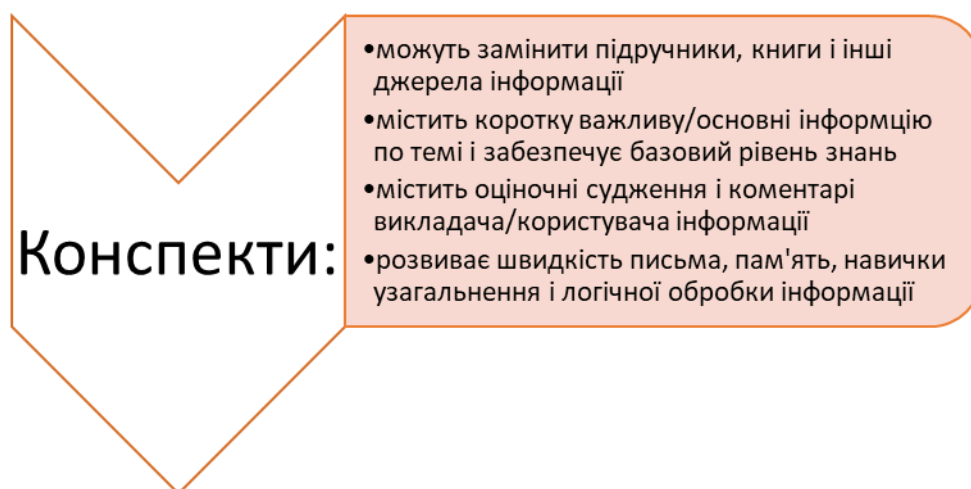 Конспекти:
•можуть замінити підручники, книги і інші
джерела інформації
•містить коротку важливу/основні інформцію
по темі і забезпечує базовий рівень знань
•містить оціночні судження і коментарі
викладача/користувача інформації
•розвиває швидкість письма, пам'ять, навички
узагальнення і логічної обробки інформації